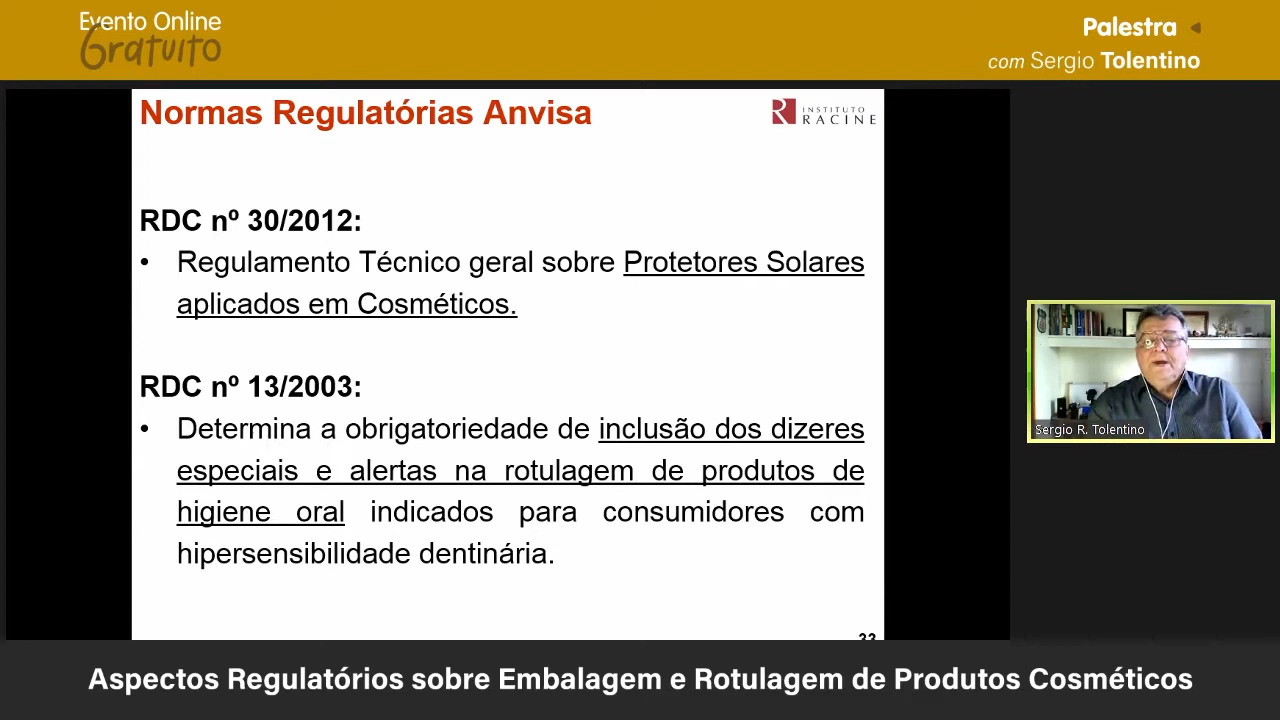 Evento Online
Gratuito
Palestra
com Sergio Tolentino
Normas Regulatórias Anvisa
INSTITUTO
RACINE
RDC nº 30/2012:
• Regulamento Técnico geral sobre Protetores Solares
aplicados em Cosméticos.
RDC nº 13/2003:
• Determina a obrigatoriedade de inclusão dos dizeres
especiais e alertas na rotulagem de produtos de
higiene oral indicados para consumidores com
hipersensibilidade dentinária.
33
Sergio R. Tolentino
Aspectos Regulatórios sobre Embalagem e Rotulagem de Produtos Cosméticos